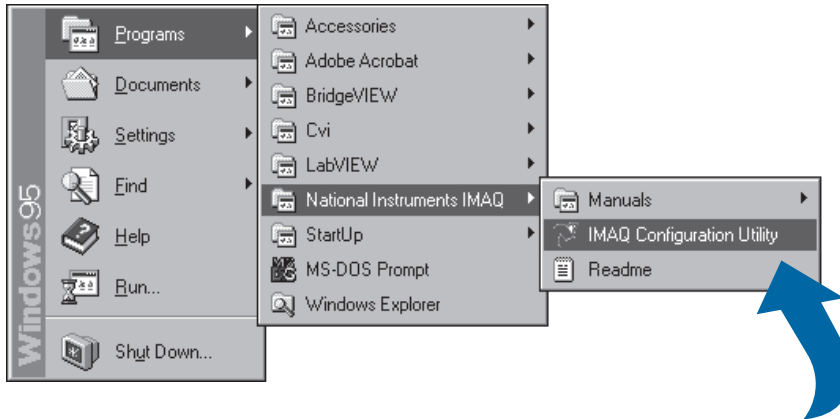 Windows95
Programs
Documents
Settings
Find
Help
Run...
Shut Down...
Accessories
Adobe Acrobat
BridgeVIEW
Cvi
LabVIEW
National Instruments IMAQ
StartUp
MS-DOS Prompt
Windows Explorer
Manuals
IMAQ Configuration Utility
Readme